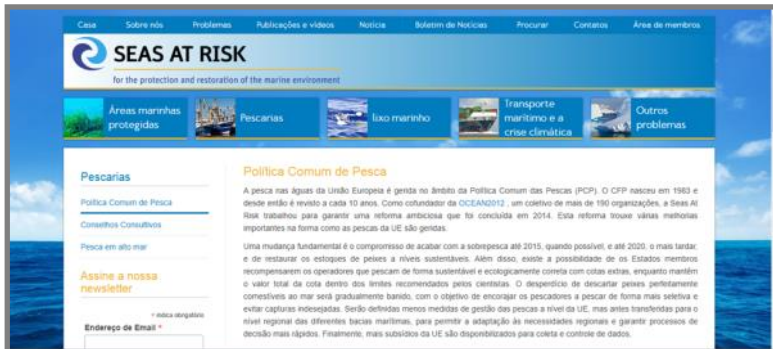 Casa Sobre nós Problemas Publicações e vídeos Notícia Boletim de Notícias Procurar Contatos Área de membros
SEAS AT RISK
for the protection and restoration of the marine environment
Áreas marinhas
protegidas
Pescarias
lixo marinho
Transporte
marítimo e a
crise climática
Outros
problemas
Pescarias
Política Comum de Pesca
Conselhos Consultivos
Pesca em alto mar
Assine a nossa
newsletter
* indica obrigatório
Endereço de Email *
Política Comum de Pesca
A pesca nas águas da União Europeia é gerida no âmbito da Política Comum das Pescas (PCP). O CFP nasceu em 1983 e
desde então é revisto a cada 10 anos. Como cofundador da OCEAN2012 , um coletivo de mais de 190 organizações, a Seas At
Risk trabalhou para garantir uma reforma ambiciosa que foi concluída em 2014. Esta reforma trouxe várias melhorias
importantes na forma como as pescas da UE são geridas.
Uma mudança fundamental é o compromisso de acabar com a sobrepesca até 2015, quando possível, e até 2020, o mais tardar;
e de restaurar os estoques de peixes a níveis sustentáveis. Além disso, existe a possibilidade de os Estados membros
recompensarem os operadores que pescam de forma sustentável e ecologicamente correta com cotas extras, enquanto mantêm
o valor total da cota dentro dos limites recomendados pelos cientistas. O desperdício de descartar peixes perfeitamente
comestíveis ao mar será gradualmente banido, com o objetivo de encorajar os pescadores a pescar de forma mais seletiva e
evitar capturas indesejadas. Serão definidas menos medidas de gestão das pescas a nível da UE, mas antes transferidas para o
nível regional das diferentes bacias marítimas, para permitir a adaptação às necessidades regionais e garantir processos de
decisão mais rápidos. Finalmente, mais subsídios da UE são disponibilizados para coleta e controle de dados.